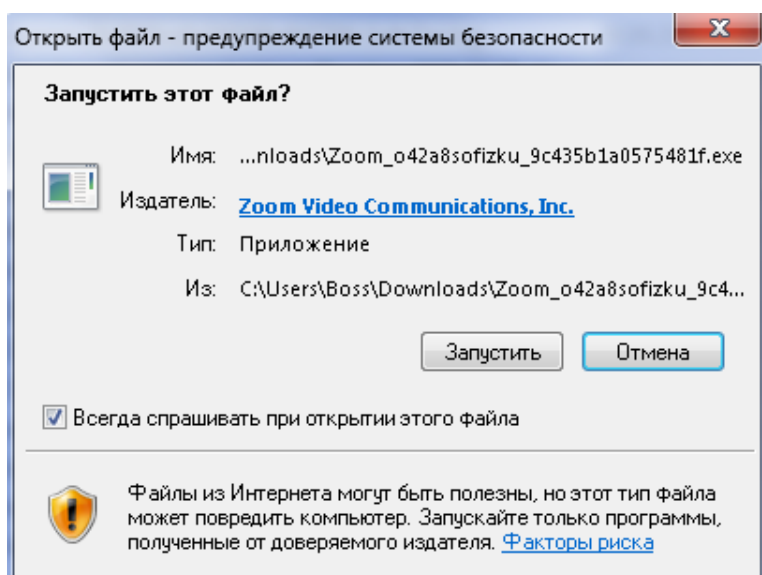 Открыть файл - предупреждение системы безопасности
Запустить этот файл?
Имя: ...nloads\Zoom_o42a8sofizku_9c435b1a0575481f.exe
Издатель: Zoom Video Communications, Inc.
Тип: Приложение
Из: C:\Users\Boss\Downloads\Zoom_o42a8sofizku_9c4...
Запустить Отмена
Всегда спрашивать при открытии этого файла
Файлы из Интернета могут быть полезны, но этот тип файла
может повредить компьютер. Запускайте только программы,
полученные от доверяемого издателя. Факторы риска